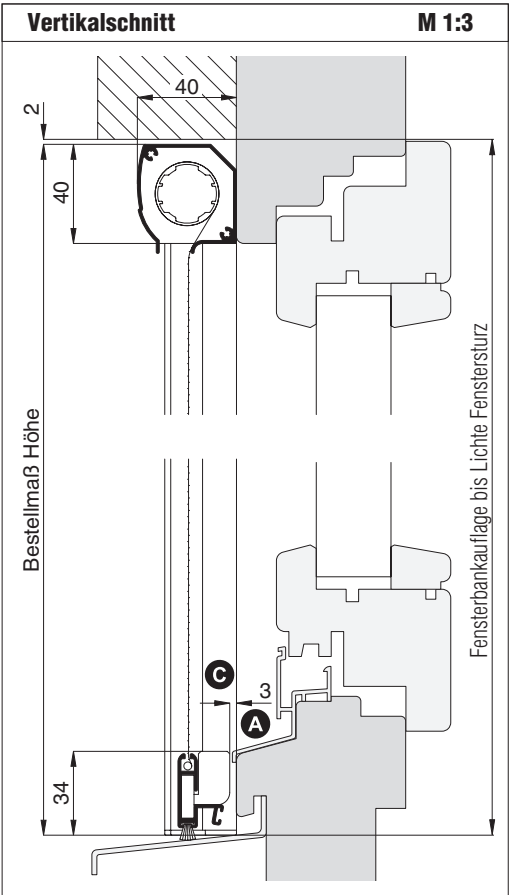 Vertikalschnitt M 1:3
40
2
40
Bestellmaß Höhe
Fensterbankauflage bis Lichte Fenstersturz
C
3
A
34